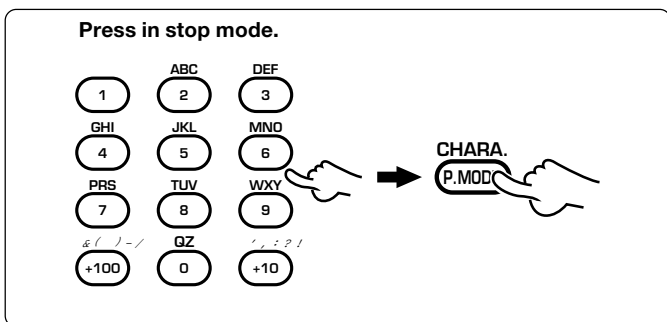 Press in stop mode.
ABC DEF
1 2 3
GHI JKL MNO
4 5 6
CHARA.
P.MOD
PRS TUV WXY
7 8 9
&( )-/ QZ ',:?!
+100 0 +10